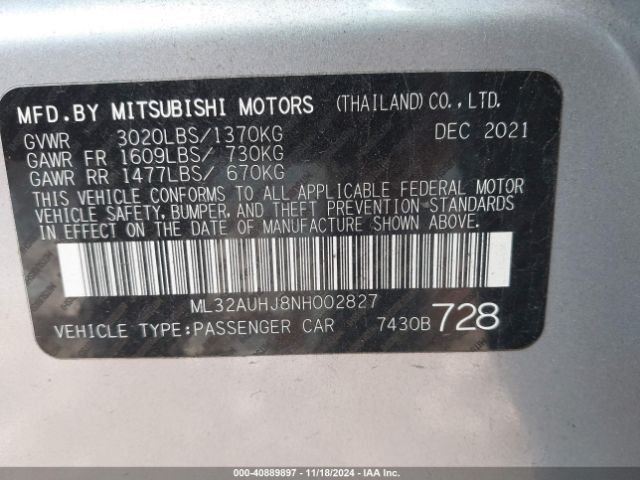 MFD.BY MITSUBISHI MOTORS (THAILAND) CO., LTD.
GVWR 3020LBS/1370KG DEC 2021
GAWR FR 1609LBS/ 730KG
GAWR RR 1477LBS/ 670KG
THIS VEHICLE CONFORMS TO ALL APPLICABLE FEDERAL MOTOR
VEHICLE SAFETY, BUMPER, AND THEFT PREVENTION STANDARDS
IN EFFECT ON THE DATE OF MANUFACTURE SHOWN ABOVE.
ML32AUHJ8NH002827
VEHICLE TYPE:PASSENGER CAR 7430B 728
000-40889897 - 11/18/2024 - IAA Inc.